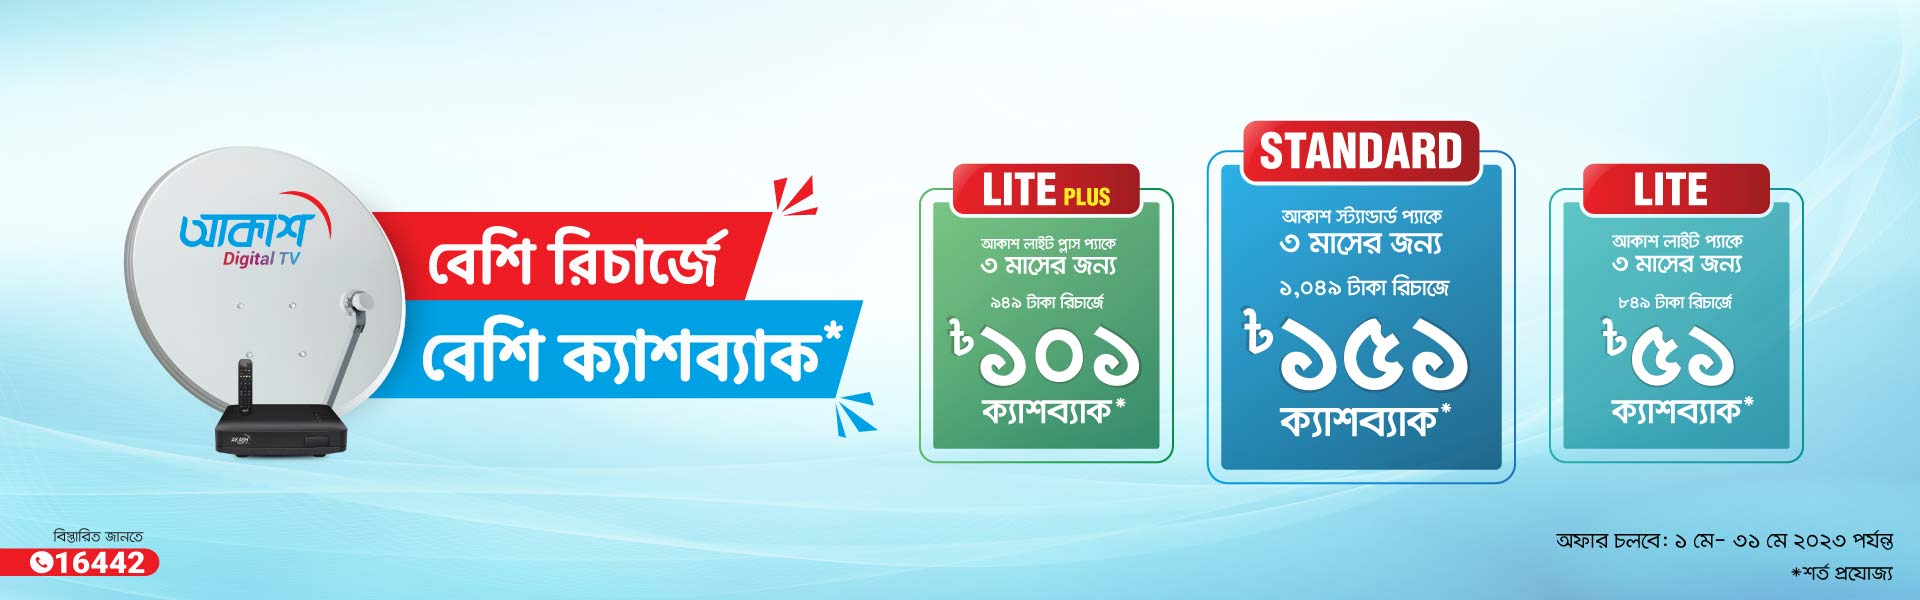 আকাশ
Digital TV
AKASH
বেশি রিচার্জে
বেশি ক্যাশব্যাক*
LITE PLUS
আকাশ লাইট প্লাস প্যাকে
৩ মাসের জন্য
৯৪৯ টাকা রিচার্জে
৳১০১
ক্যাশব্যাক*
STANDARD
আকাশ স্ট্যান্ডার্ড প্যাকে
৩ মাসের জন্য
১,০৪৯ টাকা রিচাজে
৳১৫১
ক্যাশব্যাক*
LITE
আকাশ লাইট প্যাকে
৩ মাসের জন্য
৮৪৯ টাকা রিচার্জে
৳৫১
ক্যাশব্যাক*
বিস্তারিত জানতে
16442
অফার চলবে: ১ মে- ৩১ মে ২০২৩ পর্যন্ত
*শর্ত প্রযোজ্য